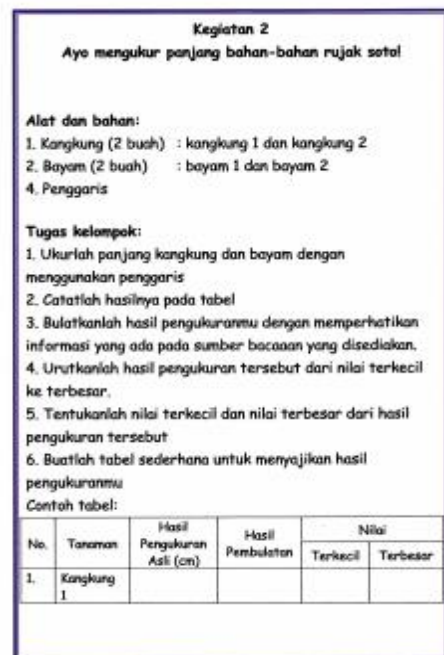 Kegiatan 2
Ayo mengukur panjang bahan-bahan rujak soto!
Alat dan bahan:
1. Kangkung (2 buah) : kangkung 1 dan kangkung 2
2. Bayam (2 buah) : bayam 1 dan bayam 2
4. Penggaris
Tugas kelompok:
1. Ukurlah panjang kangkung dan bayam dengan
menggunakan penggaris
2. Catatlah hasilnya pada tabel
3. Bulatkanlah hasil pengukuranmu dengan memperhatikan
informasi yang ada pada sumber bacaaan yang disediakan.
4. Urutkanlah hasil pengukuran tersebut dari nilai terkecil
ke terbesar.
5. Tentukanlah nilai terkecil dan nilai terbesar dari hasil
pengukuran tersebut
6. Buatlah tabel sederhana untuk menyajikan hasil
pengukuranmu
Contoh tabel:
No. Tanaman Hasil Pengukuran Asli (cm) Hasil Pembulatan Nilai
Terkecil Terbesar
1. Kangkung
1